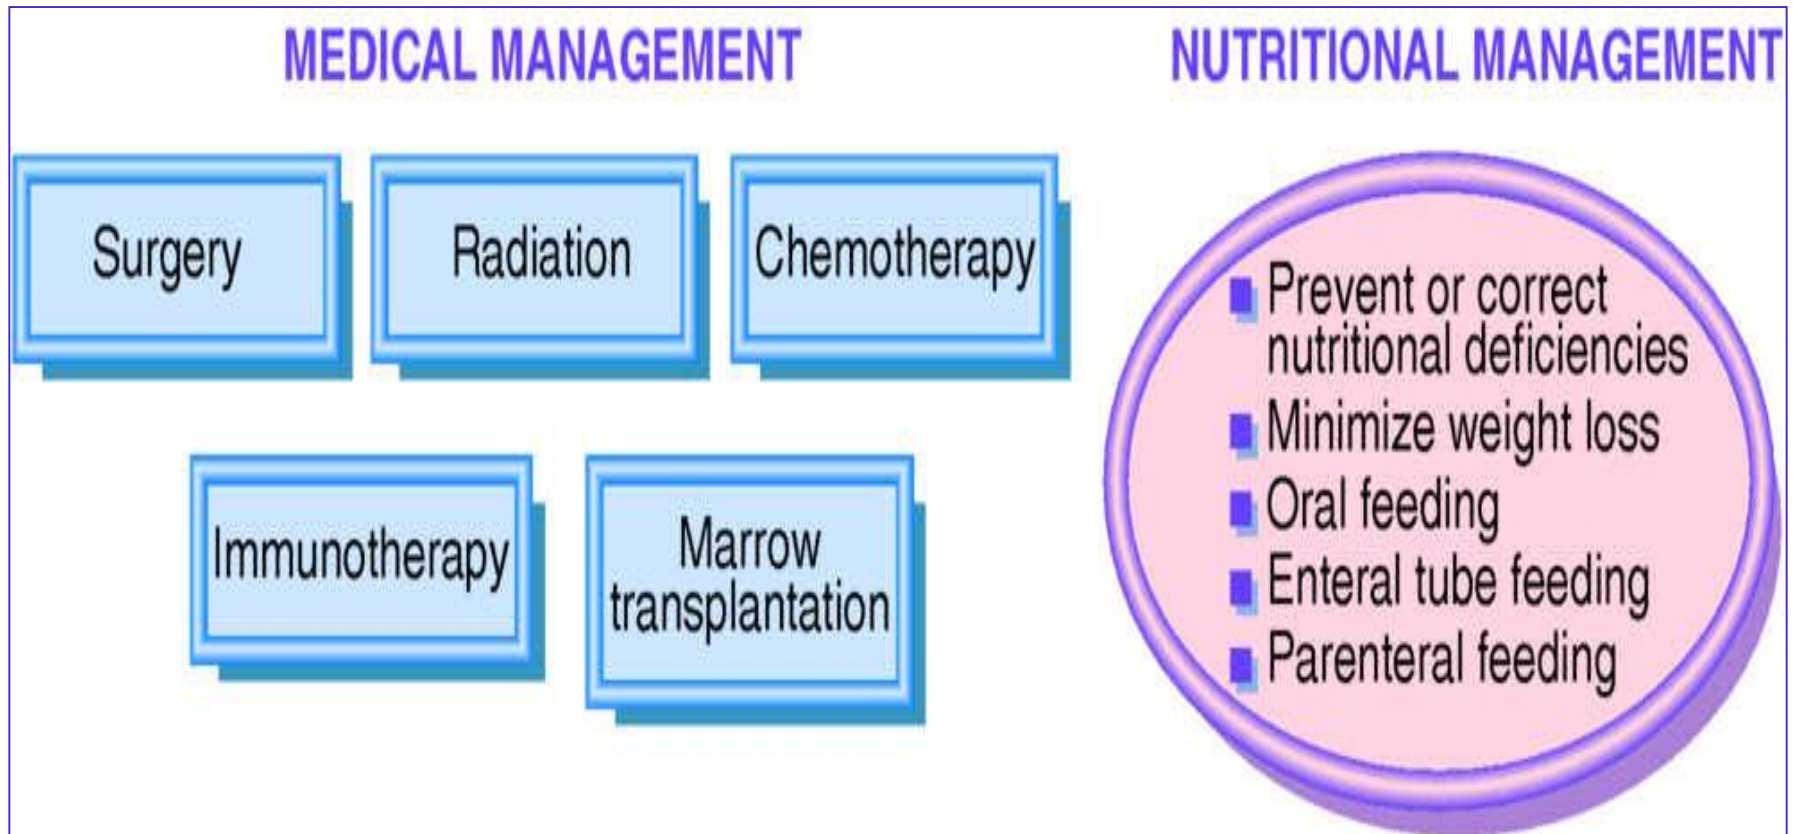 MEDICAL MANAGEMENT
NUTRITIONAL MANAGEMENT
Surgery
Radiation
Chemotherapy
Immunotherapy
Marrow
transplantation
Prevent or correct
nutritional deficiencies
Minimize weight loss
Oral feeding
Enteral tube feeding
Parenteral feeding